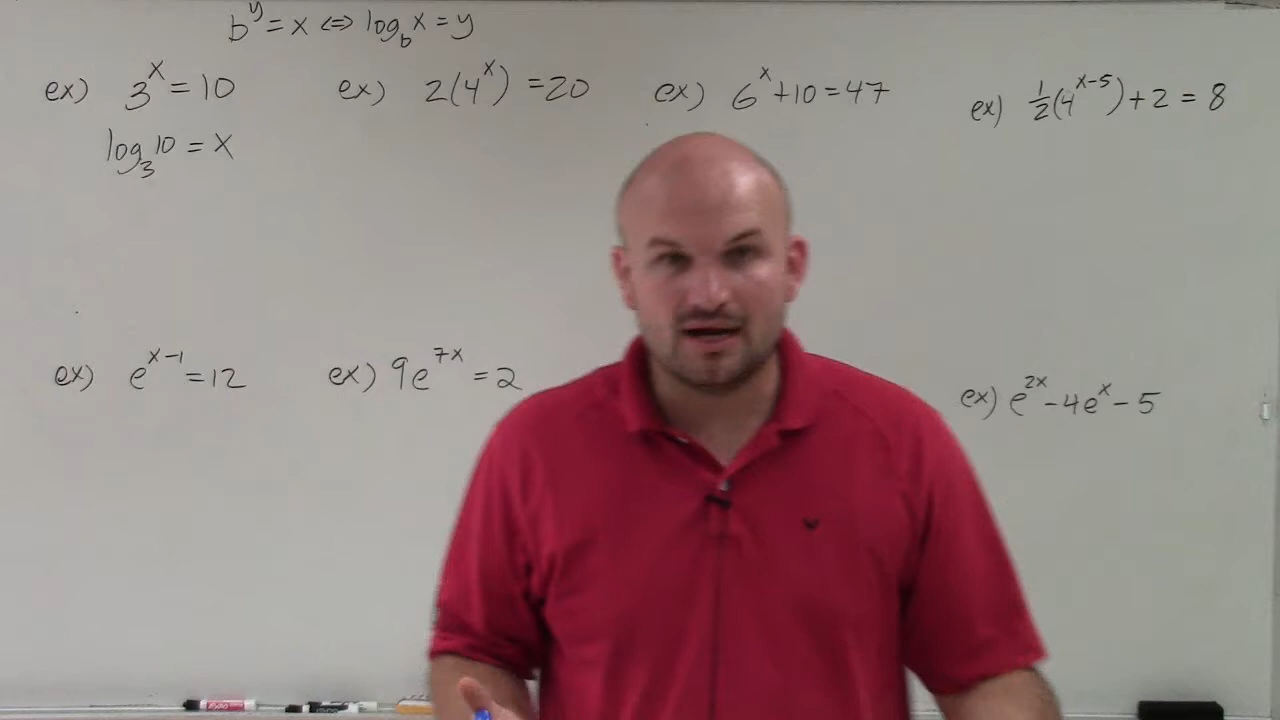 b^y = x ⇔ log_b x = y
ex) 3^x = 10
log_3 10 = x
ex) 2(4^x) = 20
ex) 6^x + 10 = 47
ex) ½(4^{x-5}) + 2 = 8
ex) e^{x-1} = 12
ex) 9e^{7x} = 2
ex) e^{2x} - 4e^x - 5